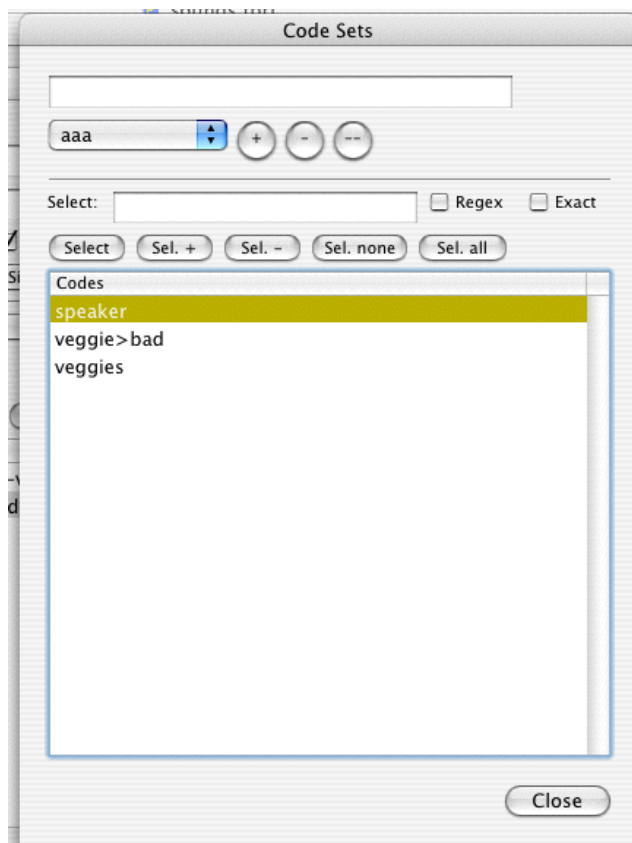 Code Sets
aaa + - --
Select: Regex Exact
Select Sel. + Sel. - Sel. none Sel. all
Codes
speaker
veggie>bad
veggies
Close